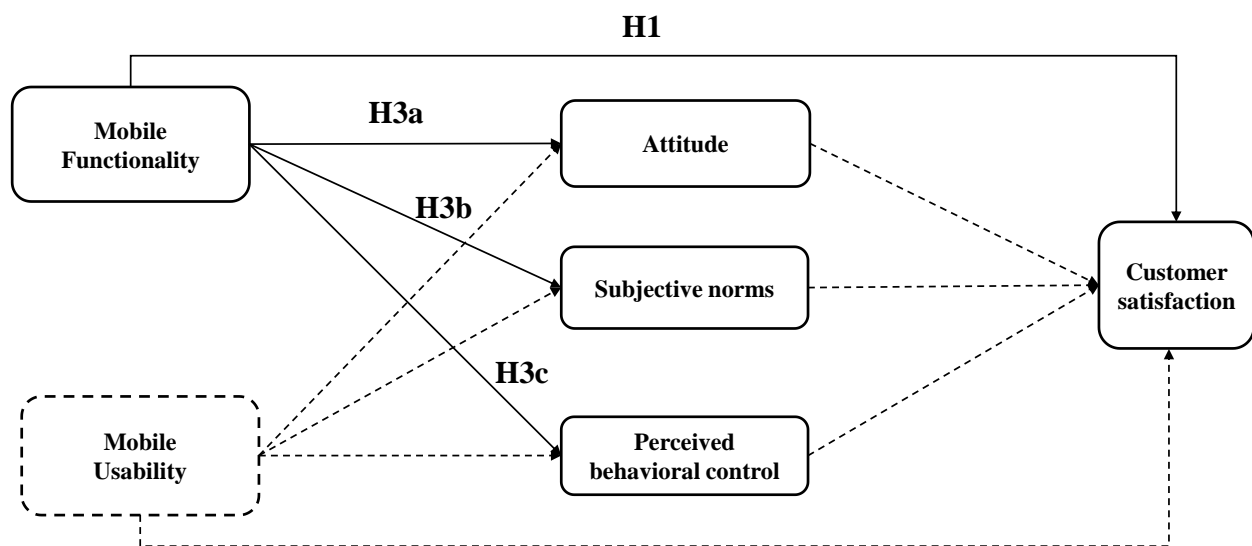 H1
Mobile
Functionality
H3a
Attitude
H3b
Subjective norms
Customer
satisfaction
H3c
Mobile
Usability
Perceived
behavioral control